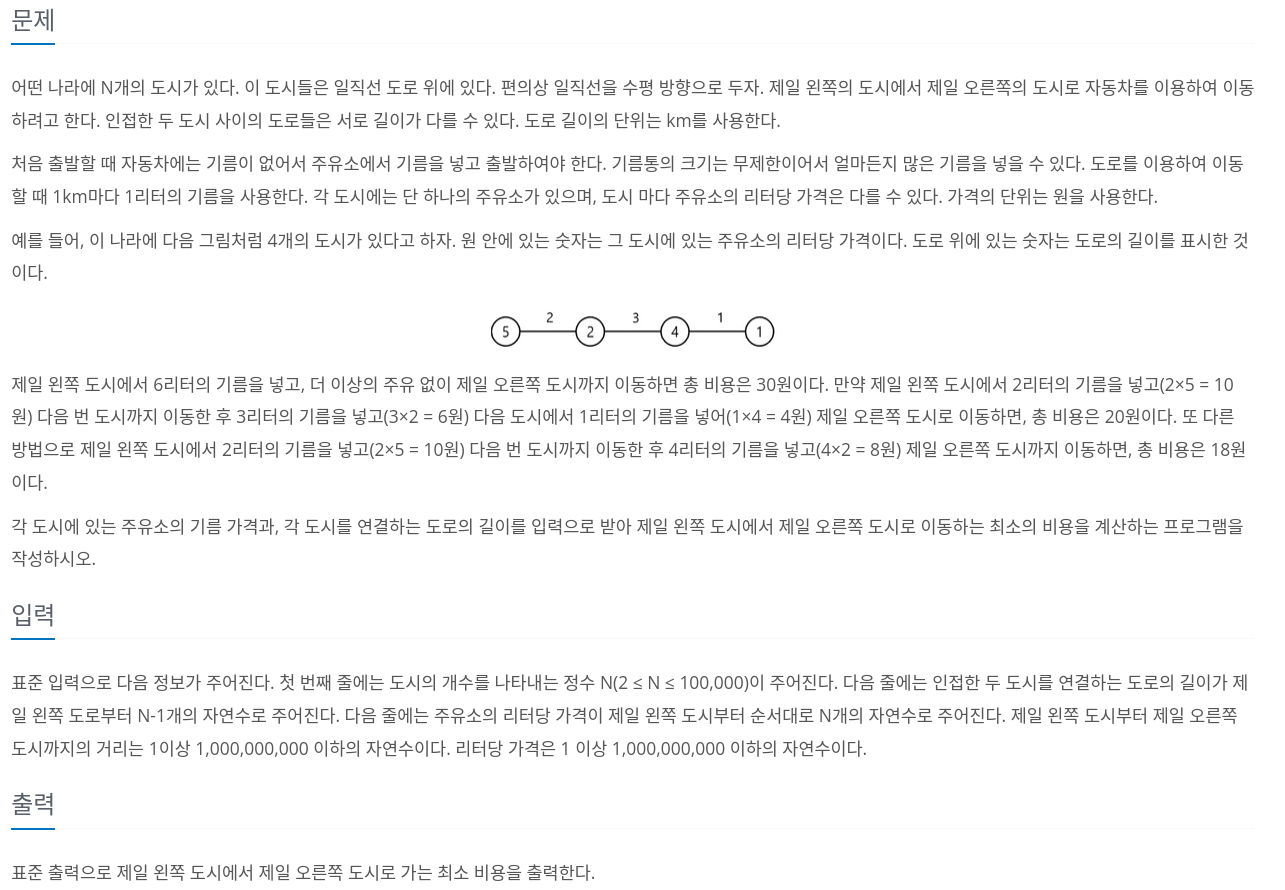 문제
어떤 나라에 N개의 도시가 있다. 이 도시들은 일직선 도로 위에 있다. 편의상 일직선을 수평 방향으로 두자. 제일 왼쪽의 도시에서 제일 오른쪽의 도시로 자동차를 이용하여 이동
하려고 한다. 인접한 두 도시 사이의 도로들은 서로 길이가 다를 수 있다. 도로 길이의 단위는 km를 사용한다.
처음 출발할 때 자동차에는 기름이 없어서 주유소에서 기름을 넣고 출발하여야 한다. 기름통의 크기는 무제한이어서 얼마든지 많은 기름을 넣을 수 있다. 도로를 이용하여 이동
할 때 1km마다 1리터의 기름을 사용한다. 각 도시에는 단 하나의 주유소가 있으며, 도시 마다 주유소의 리터당 가격은 다를 수 있다. 가격의 단위는 원을 사용한다.
예를 들어, 이 나라에 다음 그림처럼 4개의 도시가 있다고 하자. 원 안에 있는 숫자는 그 도시에 있는 주유소의 리터당 가격이다. 도로 위에 있는 숫자는 도로의 길이를 표시한 것
이다.
2 3 1
5 2 4 1
제일 왼쪽 도시에서 6리터의 기름을 넣고, 더 이상의 주유 없이 제일 오른쪽 도시까지 이동하면 총 비용은 30원이다. 만약 제일 왼쪽 도시에서 2리터의 기름을 넣고(2×5 = 10
원) 다음 번 도시까지 이동한 후 3리터의 기름을 넣고(3×2 = 6원) 다음 도시에서 1리터의 기름을 넣어(1×4 = 4원) 제일 오른쪽 도시로 이동하면, 총 비용은 20원이다. 또 다른
방법으로 제일 왼쪽 도시에서 2리터의 기름을 넣고(2×5 = 10원) 다음 번 도시까지 이동한 후 4리터의 기름을 넣고(4×2 = 8원) 제일 오른쪽 도시까지 이동하면, 총 비용은 18원
이다.
각 도시에 있는 주유소의 기름 가격과, 각 도시를 연결하는 도로의 길이를 입력으로 받아 제일 왼쪽 도시에서 제일 오른쪽 도시로 이동하는 최소의 비용을 계산하는 프로그램을
작성하시오.
입력
표준 입력으로 다음 정보가 주어진다. 첫 번째 줄에는 도시의 개수를 나타내는 정수 N(2 ≤ N ≤ 100,000)이 주어진다. 다음 줄에는 인접한 두 도시를 연결하는 도로의 길이가 제
일 왼쪽 도로부터 N-1개의 자연수로 주어진다. 다음 줄에는 주유소의 리터당 가격이 제일 왼쪽 도시부터 순서대로 N개의 자연수로 주어진다. 제일 왼쪽 도시부터 제일 오른쪽
도시까지의 거리는 1이상 1,000,000,000 이하의 자연수이다. 리터당 가격은 1 이상 1,000,000,000 이하의 자연수이다.
출력
표준 출력으로 제일 왼쪽 도시에서 제일 오른쪽 도시로 가는 최소 비용을 출력한다.